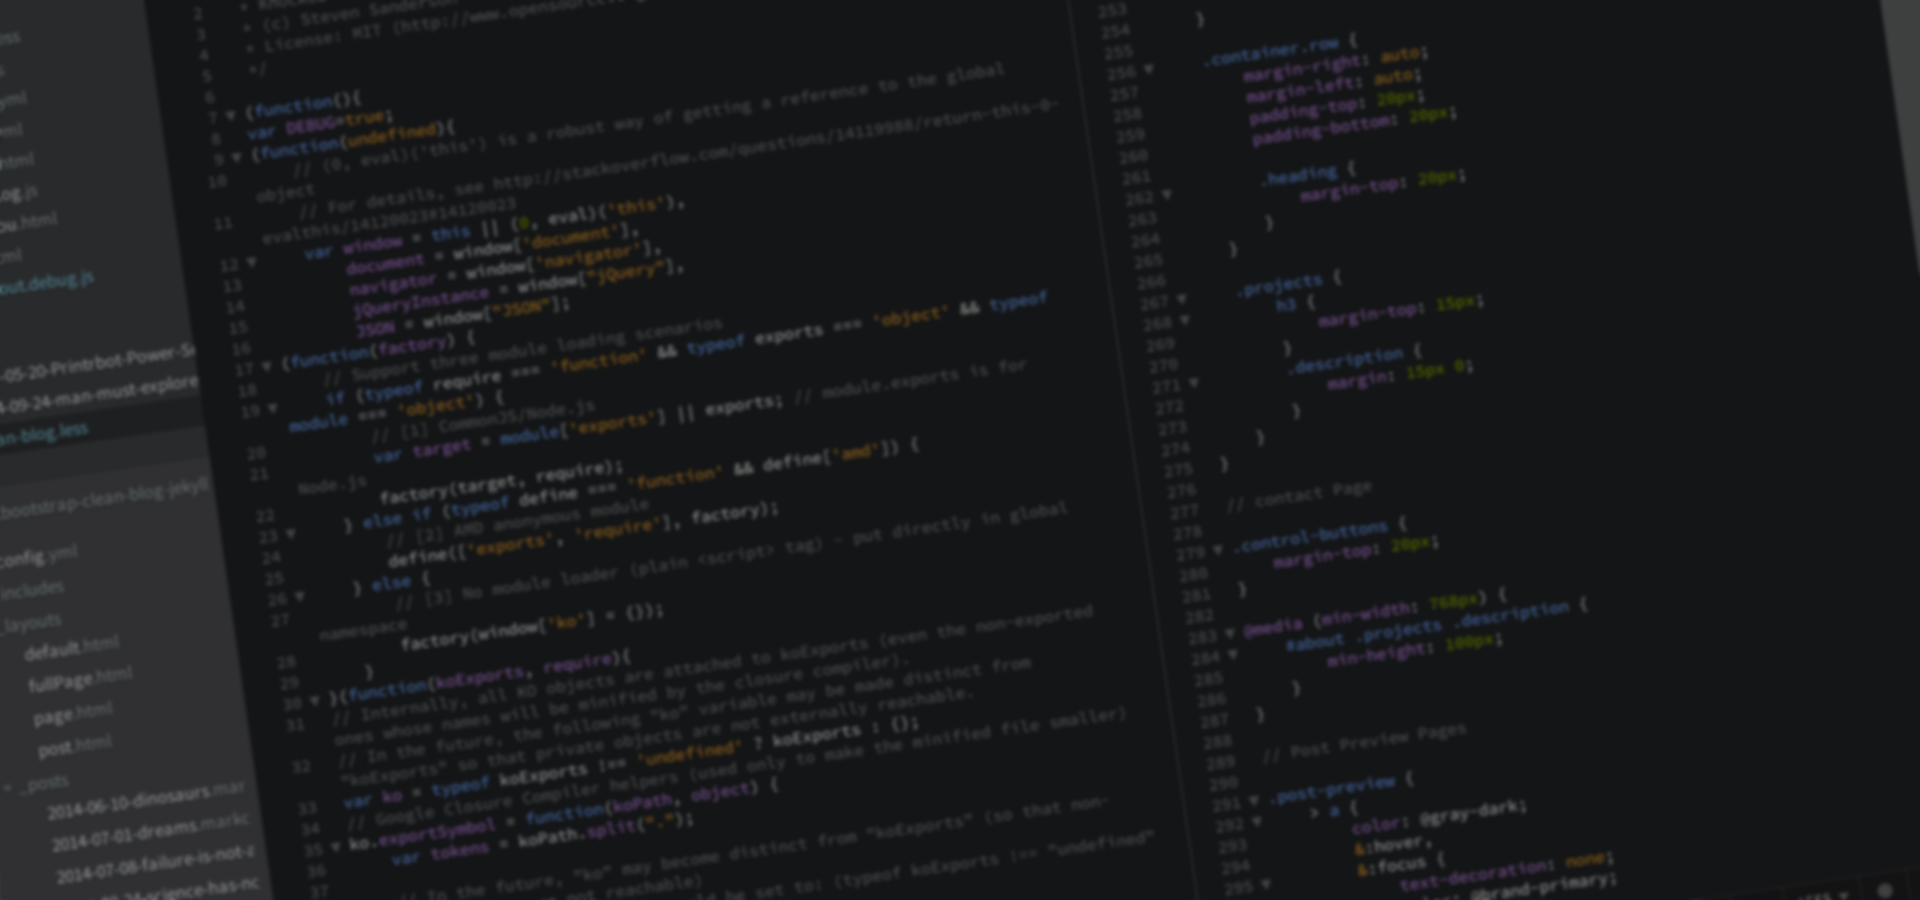 oss
s
yml
html
og.js
ou.html
out.debug.js
-05-20-Printrbot-Power-S
-09-24-man-must-explore
an-blog.less
bootstrap-clean-blog-jekyll
config.yml
includes
_layouts
default.html
fullPage.html
page.html
post.html
_posts
2014-06-10-dinosaurs.mar
2014-07-01-dreams.markc
2014-07-08-failure-is-not-a
24-science-has-nc
2
3 * (c) Steven Sanderson
4 * License: MIT (http://www.opensource
5 */
6
7 (function(){
8 var DEBUG=true;
9 (function(undefined){
10 // (0, eval)('this') is a robust way of getting a reference to the global
object
11 // For details, see http://stackoverflow.com/questions/14119988/return-this-0-
evalthis/14120023#14120023
12 var window = this || (0, eval)('this'),
13 document = window['document'],
14 navigator = window['navigator'],
15 jQueryInstance = window["jQuery"],
16 JSON = window["JSON"];
17 (function(factory) {
18 // Support three module loading scenarios
19 if (typeof require === 'function' && typeof exports === 'object' && typeof
module === 'object') {
20 // [1] CommonJS/Node.js
21 var target = module['exports'] || exports; // module.exports is for
Node.js
22 factory(target, require);
23 } else if (typeof define === 'function' && define['amd']) {
24 // [2] AMD anonymous module
25 define(['exports', 'require'], factory);
26 } else {
27 // [3] No module loader (plain <script> tag) - put directly in global
namespace
28 factory(window['ko'] = {});
29 }
30 }(function(koExports, require){
31 // Internally, all KO objects are attached to koExports (even the non-exported
ones whose names will be minified by the closure compiler).
32 // In the future, the following "ko" variable may be made distinct from
"koExports" so that private objects are not externally reachable.
33 var ko = typeof koExports !== 'undefined' ? koExports : {};
34 // Google Closure Compiler helpers (used only to make the minified file smaller)
35 ko.exportSymbol = function(koPath, object) {
36 var tokens = koPath.split(".");
37
// In the future, "ko" may become distinct from "koExports" (so that non-
not reachable)
be set to: (typeof koExports !== "undefined"
253
254 }
255
256 .container.row {
257 margin-right: auto;
258 margin-left: auto;
259 padding-top: 20px;
260 padding-bottom: 20px;
261
262 .heading {
263 margin-top: 20px;
264 }
265 }
266
267 .projects {
268 h3 {
269 margin-top: 15px;
270 }
271 .description {
272 margin: 15px 0;
273 }
274 }
275 }
276
277 // contact Page
278
279 .control-buttons {
280 margin-top: 20px;
281 }
282
283 @media (min-width: 768px) {
284 #about .projects .description {
285 min-height: 100px;
286 }
287 }
288
289 // Post Preview Pages
290
291 .post-preview {
292 > a {
293 color: @gray-dark;
294 &:hover,
295 &:focus {
text-decoration: none;
@brand-primary;